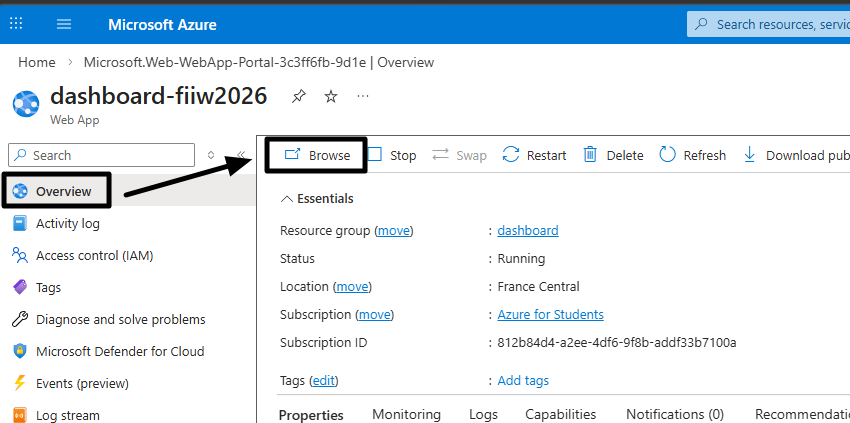 Microsoft Azure
Search resources, servic
Home > Microsoft.Web-WebApp-Portal-3c3ff6fb-9d1e | Overview
dashboard-fiiw2026
Web App
Search
Browse Stop Swap Restart Delete Refresh Download pub
Overview
Activity log
Access control (IAM)
Tags
Diagnose and solve problems
Microsoft Defender for Cloud
Events (preview)
Log stream
Essentials
Resource group (move) : dashboard
Status : Running
Location (move) : France Central
Subscription (move) : Azure for Students
Subscription ID : 812b84d4-a2ee-4df6-9f8b-addf33b7100a
Tags (edit) : Add tags
Properties Monitoring Logs Capabilities Notifications (0) Recommendatio